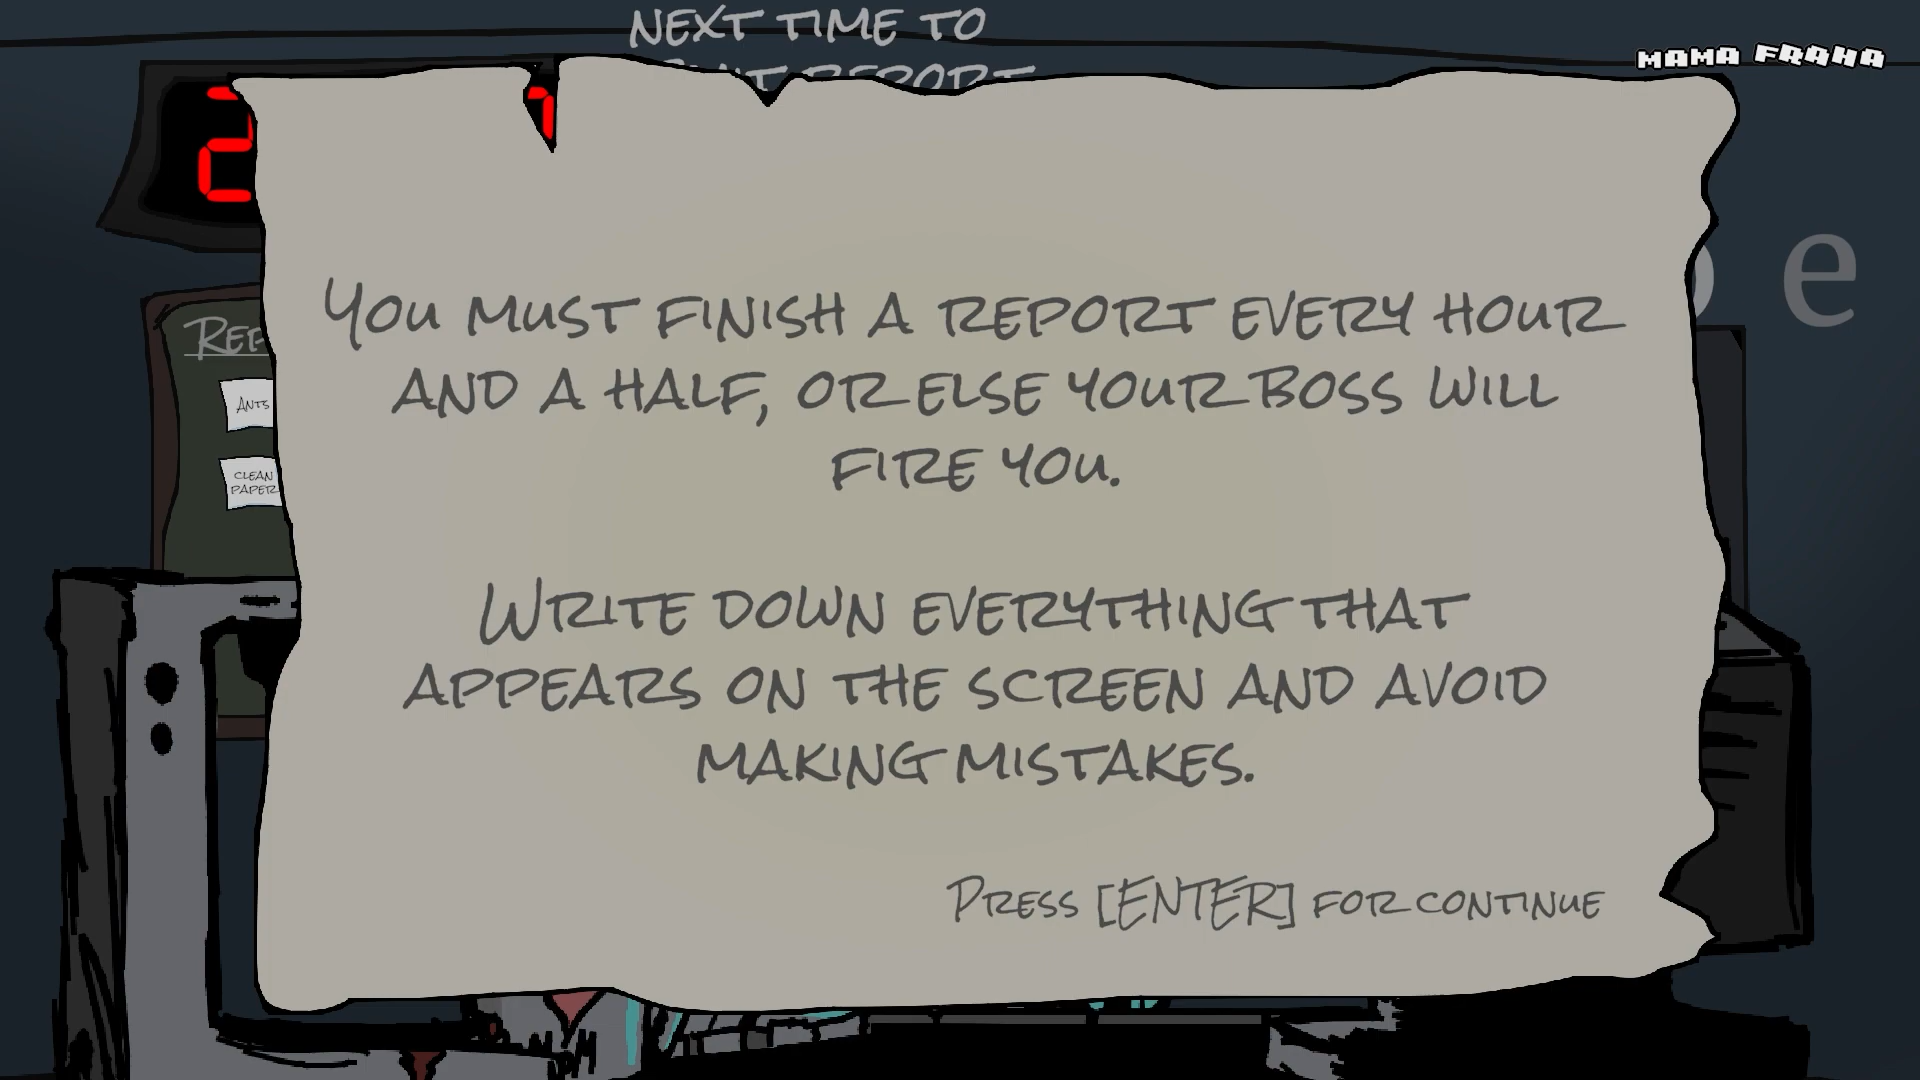 NEXT TIME TO
REPORT
MAMA FRAHA
You must finish a report every hour
and a half, or else your boss will
fire you.
Write down everything that
appears on the screen and avoid
making mistakes.
Press [ENTER] for continue
e
Ants
clean
paper